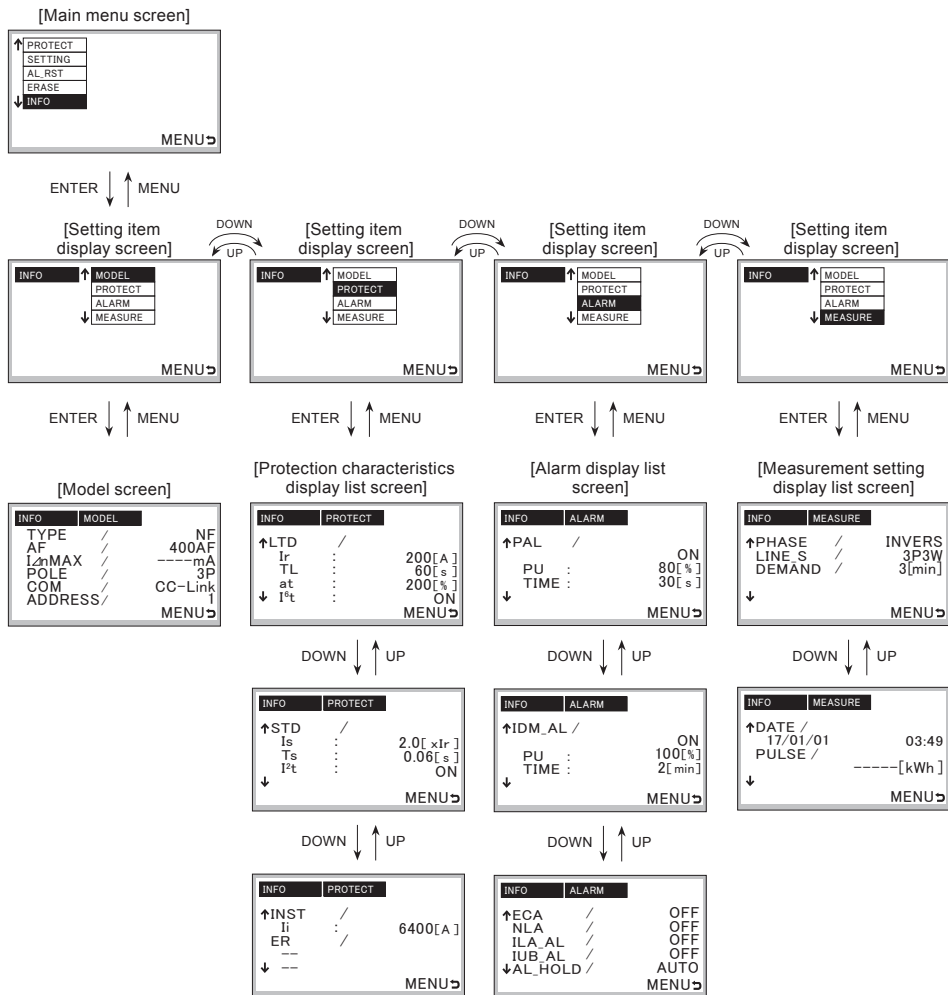 [Main menu screen]
PROTECT
SETTING
AL_RST
ERASE
INFO
MENU
ENTER
MENU
[Setting item
display screen]
DOWN
UP
[Setting item
display screen]
DOWN
UP
[Setting item
display screen]
DOWN
UP
[Setting item
display screen]
INFO
MODEL
PROTECT
ALARM
MEASURE
MENU
INFO
MODEL
PROTECT
ALARM
MEASURE
MENU
INFO
MODEL
PROTECT
ALARM
MEASURE
MENU
INFO
MODEL
PROTECT
ALARM
MEASURE
MENU
ENTER
MENU
ENTER
MENU
ENTER
MENU
ENTER
MENU
[Model screen]
INFO MODEL
TYPE / NF
AF / 400AF
I⊿nMAX / ----mA
POLE / 3P
COM / CC-Link
ADDRESS/ 1
MENU
[Protection characteristics
display list screen]
INFO PROTECT
↑LTD /
Ir : 200[A]
TL : 60[s]
at : 200[%]
↓ I⁶t : ON
MENU
[Alarm display list
screen]
INFO ALARM
↑PAL /
ON
PU : 80[%]
TIME : 30[s]
↓
MENU
[Measurement setting
display list screen]
INFO MEASURE
↑PHASE / INVERS
LINE_S / 3P3W
DEMAND / 3[min]
↓
MENU
DOWN
UP
DOWN
UP
DOWN
UP
INFO PROTECT
↑STD /
Is : 2.0[xIr]
Ts : 0.06[s]
I²t : ON
↓
MENU
INFO ALARM
↑IDM_AL /
ON
PU : 100[%]
TIME : 2[min]
↓
MENU
INFO MEASURE
↑DATE /
17/01/01 03:49
PULSE /
-----[kWh]
↓
MENU
DOWN
UP
DOWN
UP
INFO PROTECT
↑INST /
Ii : 6400[A]
ER /
--
↓ --
MENU
INFO ALARM
↑ECA / OFF
NLA / OFF
ILA_AL / OFF
IUB_AL / OFF
↓AL_HOLD / AUTO
MENU